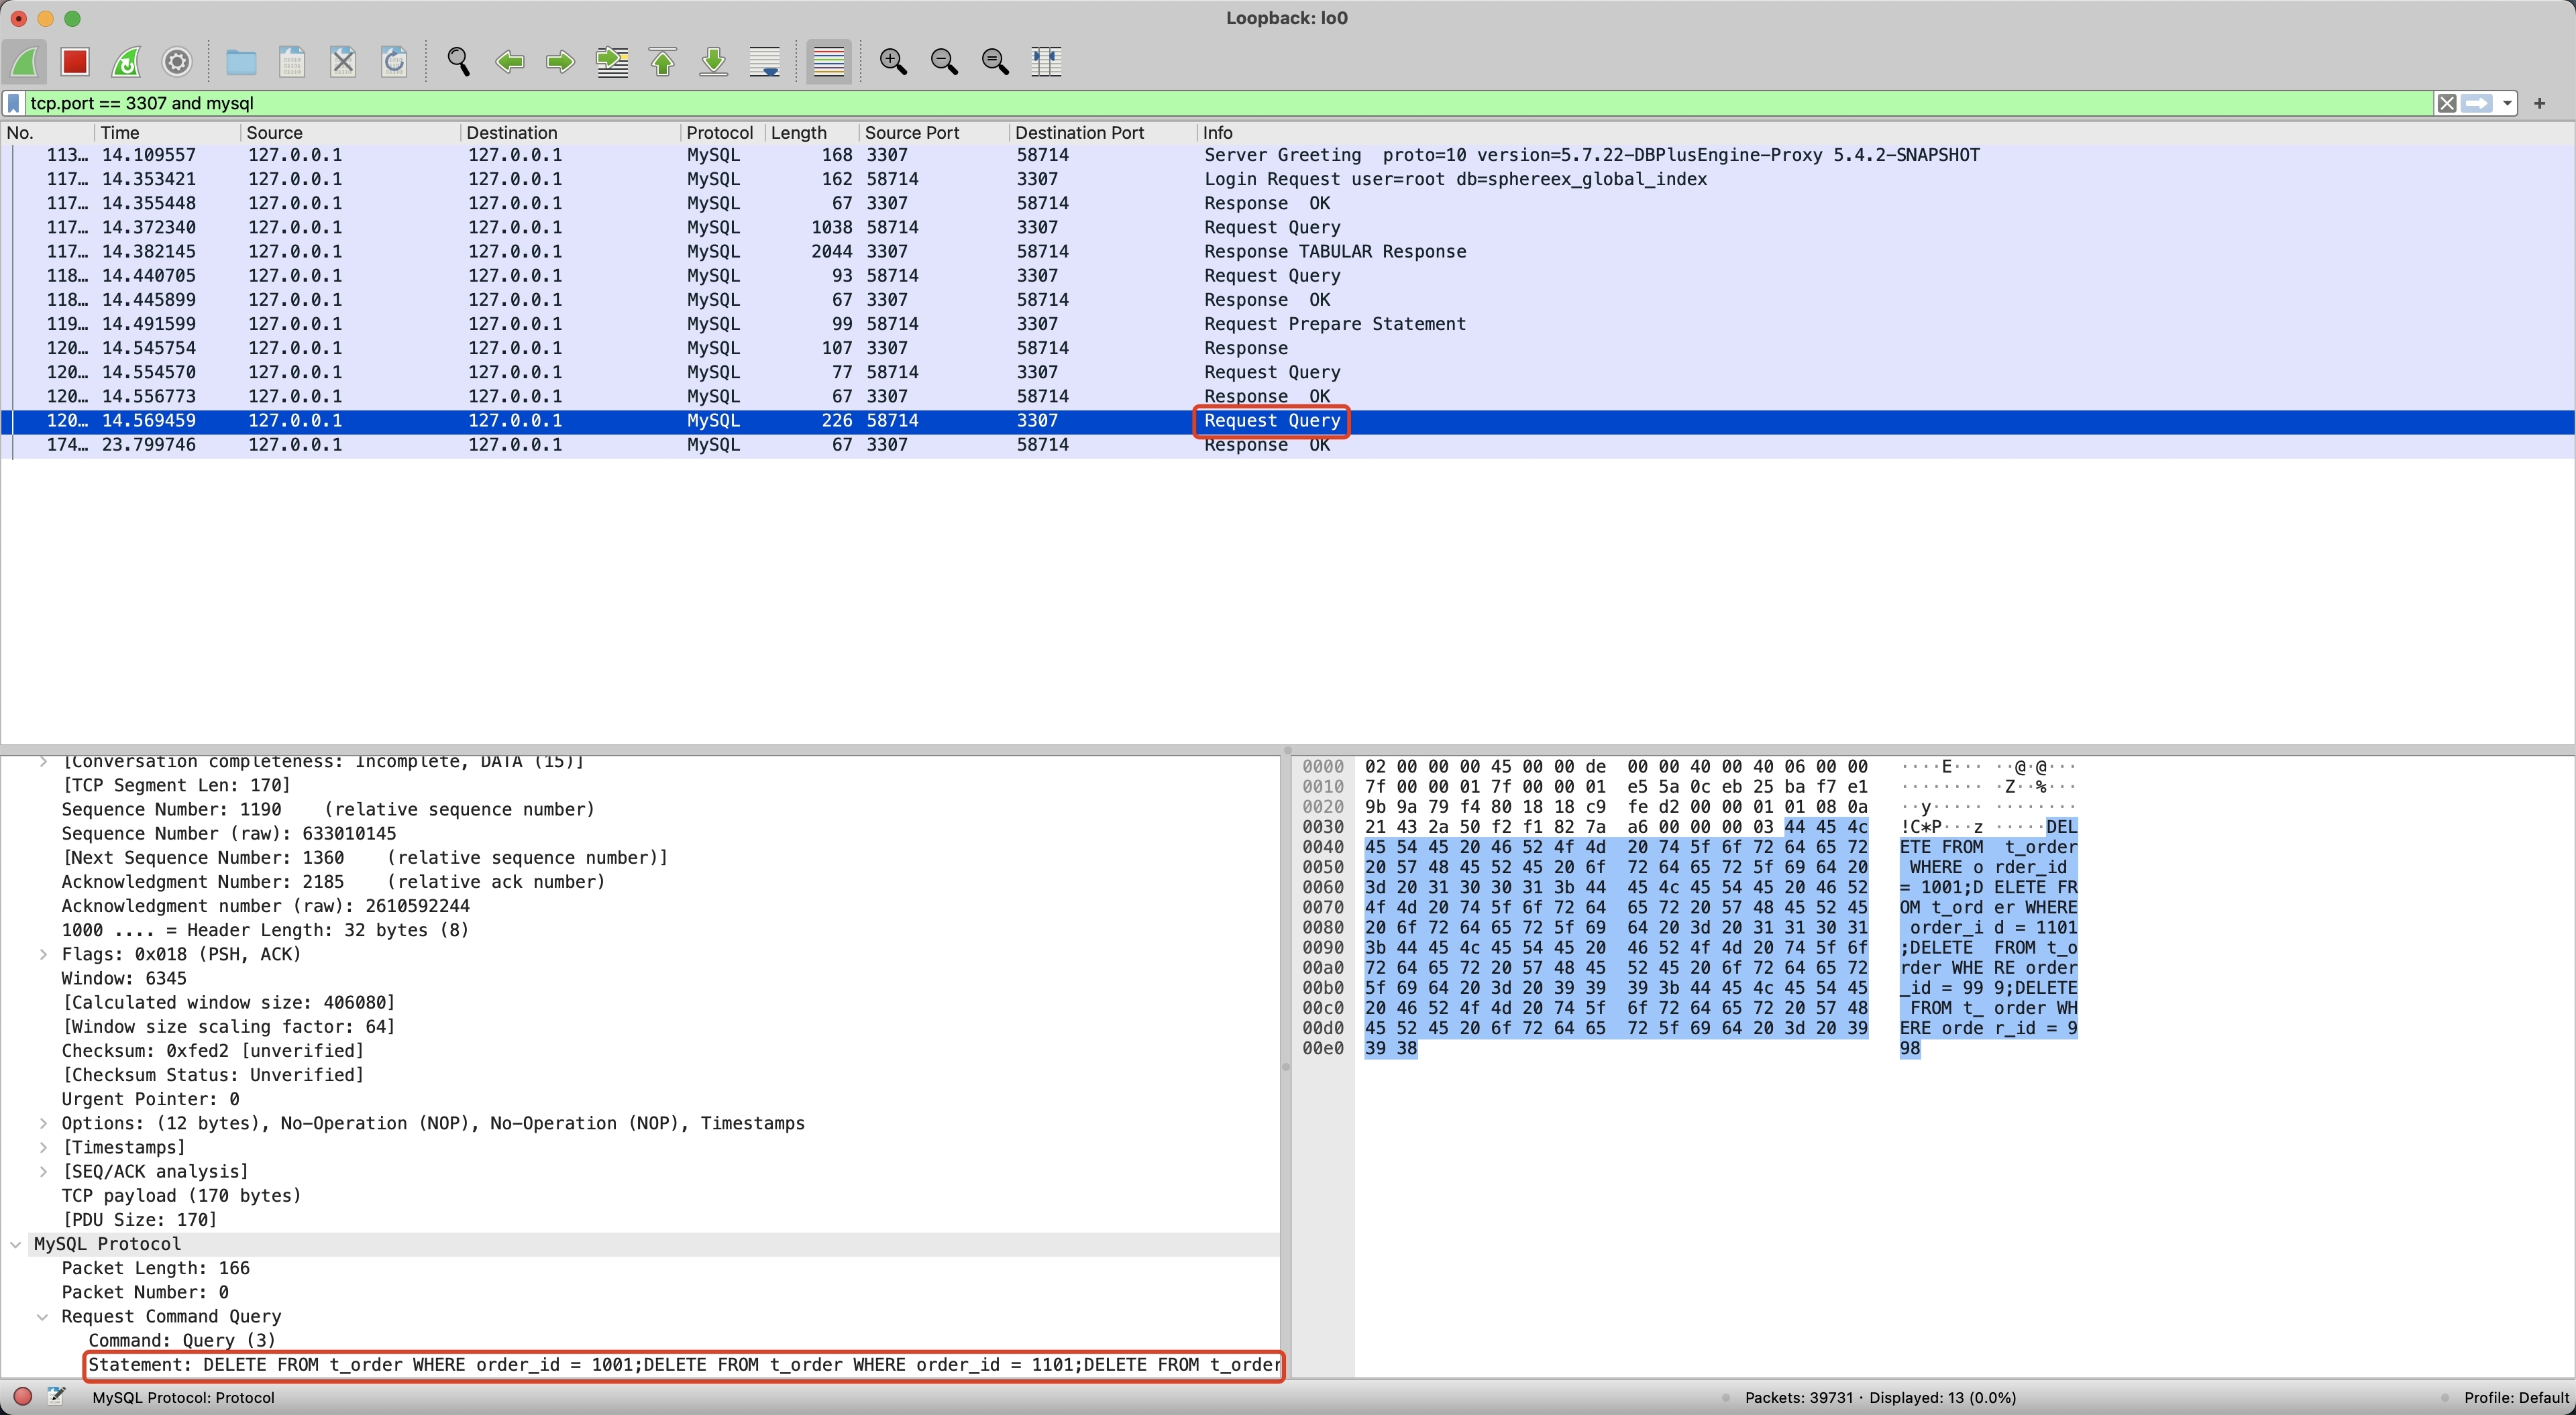 Loopback: lo0
tcp.port == 3307 and mysql
No. Time Source Destination Protocol Length Source Port Destination Port Info
113… 14.109557 127.0.0.1 127.0.0.1 MySQL 168 3307 58714 Server Greeting  proto=10 version=5.7.22-DBPlusEngine-Proxy 5.4.2-SNAPSHOT
117… 14.353421 127.0.0.1 127.0.0.1 MySQL 162 58714 3307 Login Request user=root db=sphereex_global_index
117… 14.355448 127.0.0.1 127.0.0.1 MySQL 67 3307 58714 Response  OK
117… 14.372340 127.0.0.1 127.0.0.1 MySQL 1038 58714 3307 Request Query
117… 14.382145 127.0.0.1 127.0.0.1 MySQL 2044 3307 58714 Response TABULAR Response
118… 14.440705 127.0.0.1 127.0.0.1 MySQL 93 58714 3307 Request Query
118… 14.445899 127.0.0.1 127.0.0.1 MySQL 67 3307 58714 Response  OK
119… 14.491599 127.0.0.1 127.0.0.1 MySQL 99 58714 3307 Request Prepare Statement
120… 14.545754 127.0.0.1 127.0.0.1 MySQL 107 3307 58714 Response
120… 14.554570 127.0.0.1 127.0.0.1 MySQL 77 58714 3307 Request Query
120… 14.556773 127.0.0.1 127.0.0.1 MySQL 67 3307 58714 Response  OK
120… 14.569459 127.0.0.1 127.0.0.1 MySQL 226 58714 3307 Request Query
174… 23.799746 127.0.0.1 127.0.0.1 MySQL 67 3307 58714 Response  OK
[Conversation completeness: Incomplete, DATA (15)]
[TCP Segment Len: 170]
Sequence Number: 1190    (relative sequence number)
Sequence Number (raw): 633010145
[Next Sequence Number: 1360    (relative sequence number)]
Acknowledgment Number: 2185    (relative ack number)
Acknowledgment number (raw): 2610592244
1000 .... = Header Length: 32 bytes (8)
Flags: 0x018 (PSH, ACK)
Window: 6345
[Calculated window size: 406080]
[Window size scaling factor: 64]
Checksum: 0xfed2 [unverified]
[Checksum Status: Unverified]
Urgent Pointer: 0
Options: (12 bytes), No-Operation (NOP), No-Operation (NOP), Timestamps
[Timestamps]
[SEQ/ACK analysis]
TCP payload (170 bytes)
[PDU Size: 170]
MySQL Protocol
Packet Length: 166
Packet Number: 0
Request Command Query
Command: Query (3)
Statement: DELETE FROM t_order WHERE order_id = 1001;DELETE FROM t_order WHERE order_id = 1101;DELETE FROM t_order
0000 02 00 00 00 45 00 00 de  00 00 40 00 40 06 00 00 ····E··· ··@·@···
0010 7f 00 00 01 7f 00 00 01  e5 5a 0c eb 25 ba f7 e1 ········ ·Z··%···
0020 9b 9a 79 f4 80 18 18 c9  fe d2 00 00 01 01 08 0a ··y····· ········
0030 21 43 2a 50 f2 f1 82 7a  a6 00 00 00 03 44 45 4c !C*P···z ·····DEL
0040 45 54 45 20 46 52 4f 4d  20 74 5f 6f 72 64 65 72 ETE FROM  t_order
0050 20 57 48 45 52 45 20 6f  72 64 65 72 5f 69 64 20  WHERE o rder_id
0060 3d 20 31 30 30 31 3b 44  45 4c 45 54 45 20 46 52 = 1001;D ELETE FR
0070 4f 4d 20 74 5f 6f 72 64  65 72 20 57 48 45 52 45 OM t_ord er WHERE
0080 20 6f 72 64 65 72 5f 69  64 20 3d 20 31 31 30 31  order_i d = 1101
0090 3b 44 45 4c 45 54 45 20  46 52 4f 4d 20 74 5f 6f ;DELETE  FROM t_o
00a0 72 64 65 72 20 57 48 45  52 45 20 6f 72 64 65 72 rder WHE RE order
00b0 5f 69 64 20 3d 20 39 39  39 3b 44 45 4c 45 54 45 _id = 99 9;DELETE
00c0 20 46 52 4f 4d 20 74 5f  6f 72 64 65 72 20 57 48  FROM t_ order WH
00d0 45 52 45 20 6f 72 64 65  72 5f 69 64 20 3d 20 39 ERE orde r_id = 9
00e0 39 38 98
MySQL Protocol: Protocol
Packets: 39731 · Displayed: 13 (0.0%)
Profile: Default